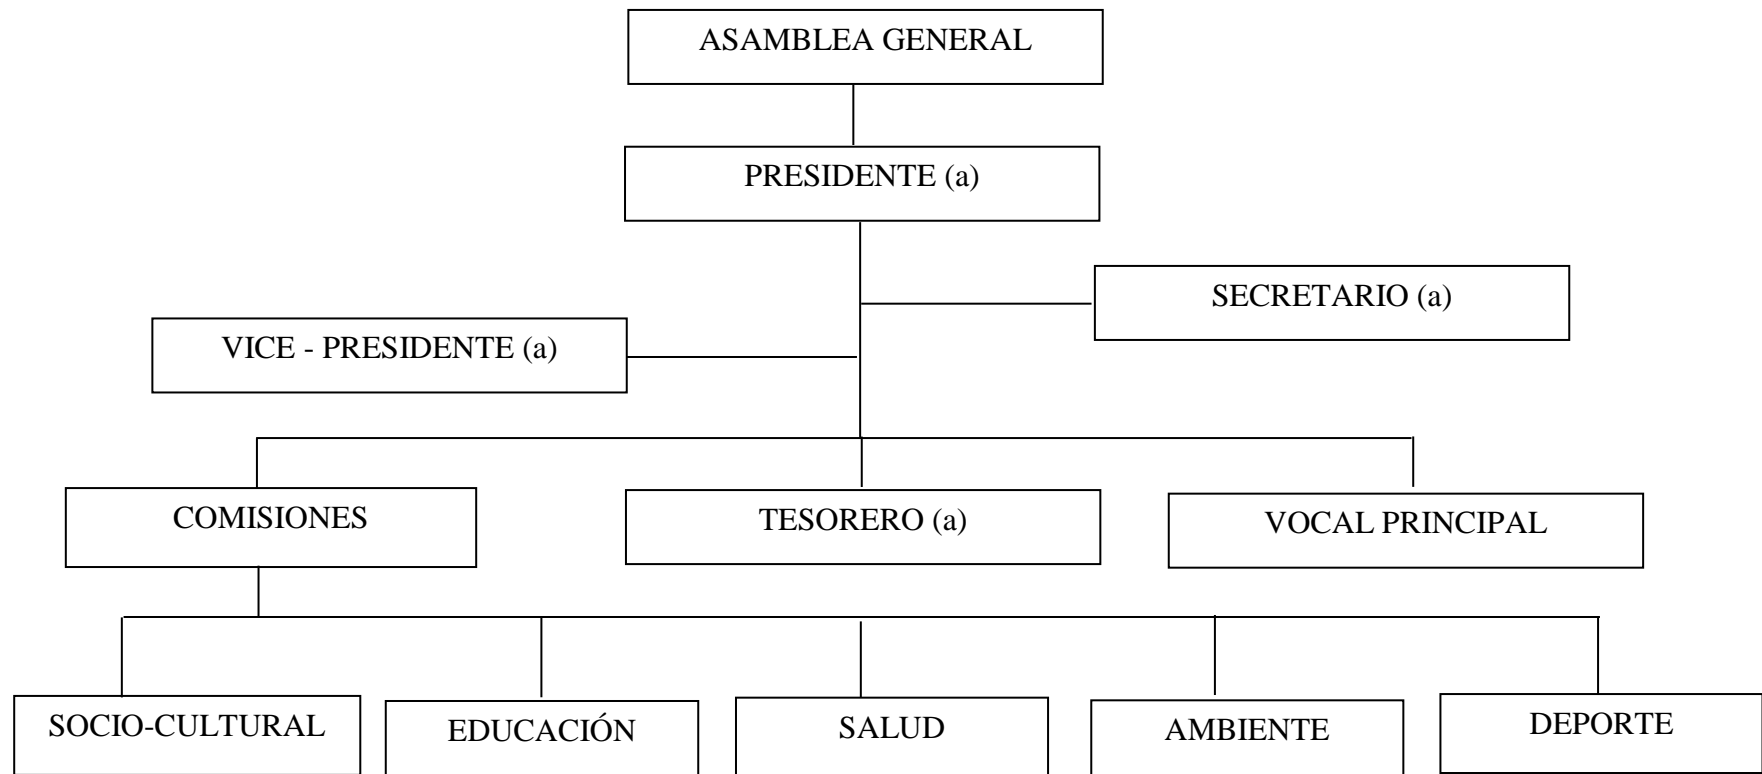 ASAMBLEA GENERAL
PRESIDENTE (a)
SECRETARIO (a)
VICE - PRESIDENTE (a)
COMISIONES
TESORERO (a)
VOCAL PRINCIPAL
SOCIO-CULTURAL
EDUCACIÓN
SALUD
AMBIENTE
DEPORTE